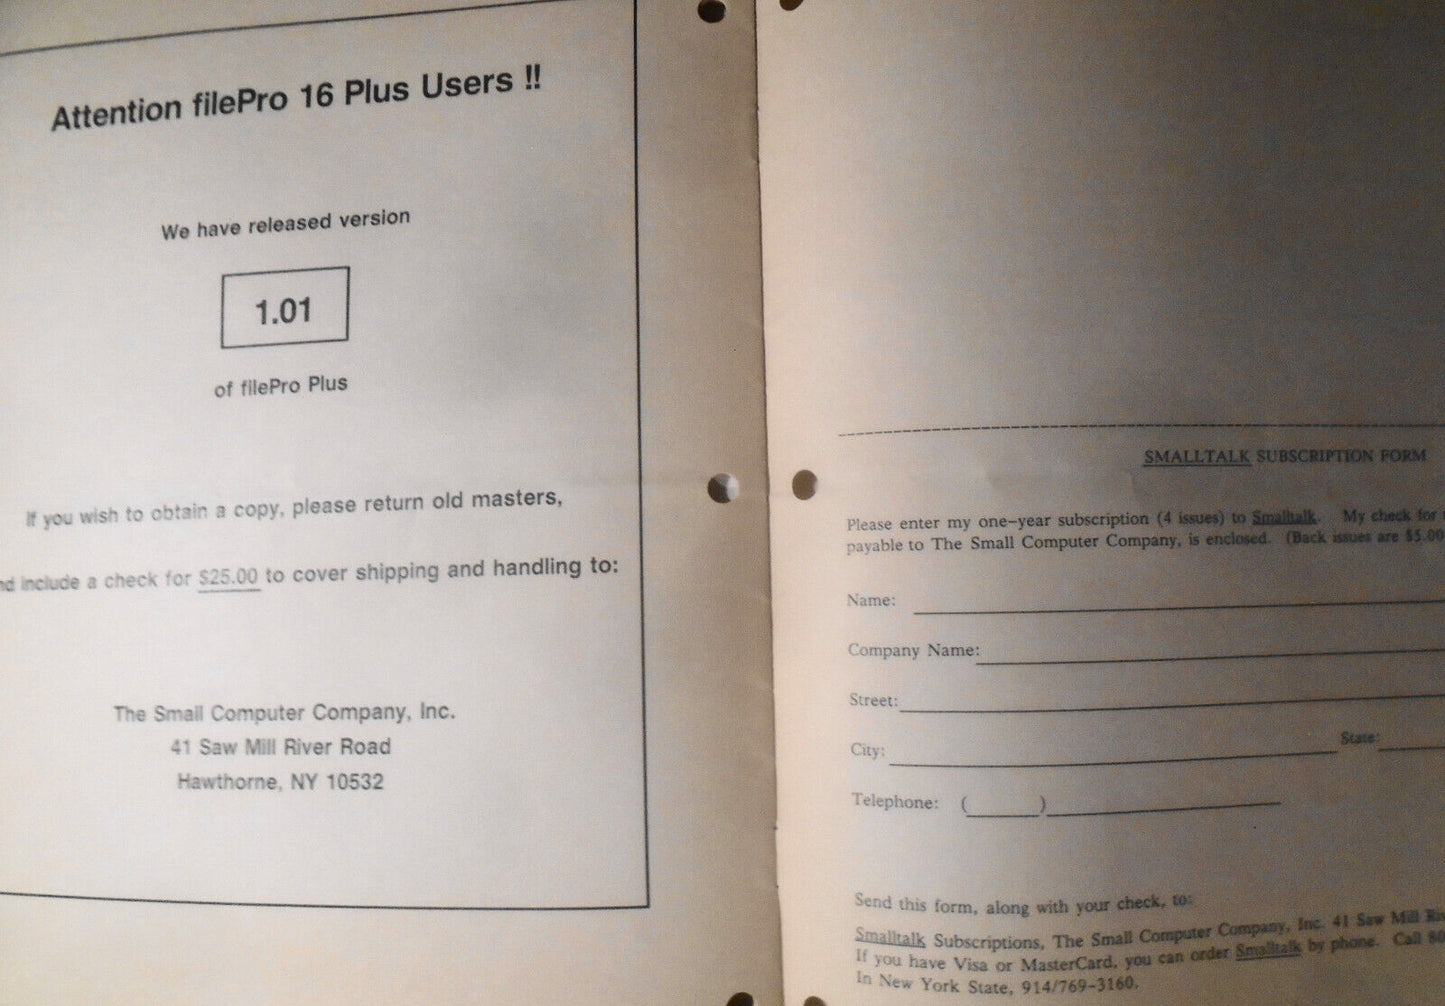 Attention filePro 16 Plus Users !!
We have released version
1.01
of filePro Plus
If you wish to obtain a copy, please return old masters,
include a check for $25.00 to cover shipping and handling to:
The Small Computer Company, Inc.
41 Saw Mill River Road
Hawthorne, NY 10532
SMALLTALK SUBSCRIPTION FORM
Please enter my one-year subscription (4 issues) to Smalltalk. My check for
payable to The Small Computer Company, is enclosed. (Back issues are $5.00
Name:
Company Name:
Street:
City: State:
Telephone: ( )
Send this form, along with your check, to:
Smalltalk Subscriptions, The Small Computer Company, Inc. 41 Saw Mill
If you have Visa or MasterCard, you can order Smalltalk by phone. Call
In New York State, 914/769-3160.